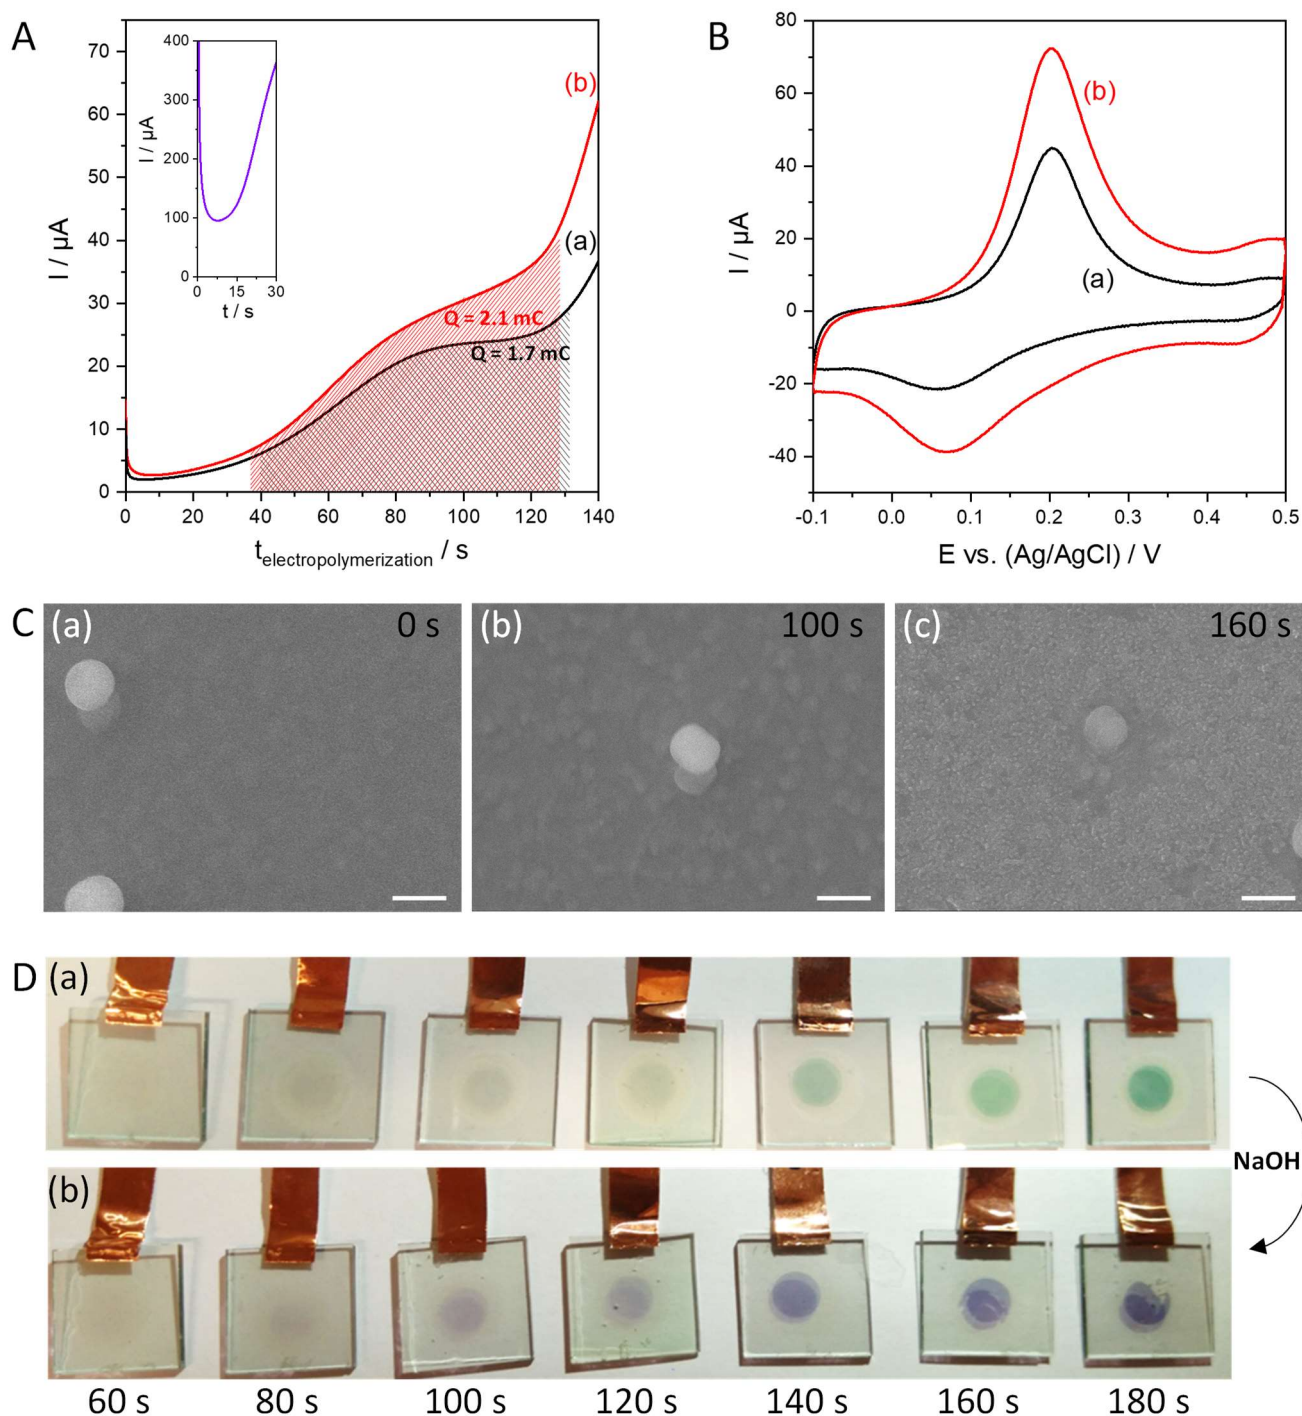 A
I / µA
70
60
50
40
30
20
10
0
0 20 40 60 80 100 120 140
t electropolymerization / s
I / µA
400
300
200
100
0
0 15 30
t / s
(b)
(a)
Q = 2.1 mC
Q = 1.7 mC
B
I / µA
80
60
40
20
0
-20
-40
-0.1 0.0 0.1 0.2 0.3 0.4 0.5
E vs. (Ag/AgCl) / V
(b)
(a)
C (a) 0 s
(b) 100 s
(c) 160 s
D (a)
NaOH
(b)
60 s 80 s 100 s 120 s 140 s 160 s 180 s